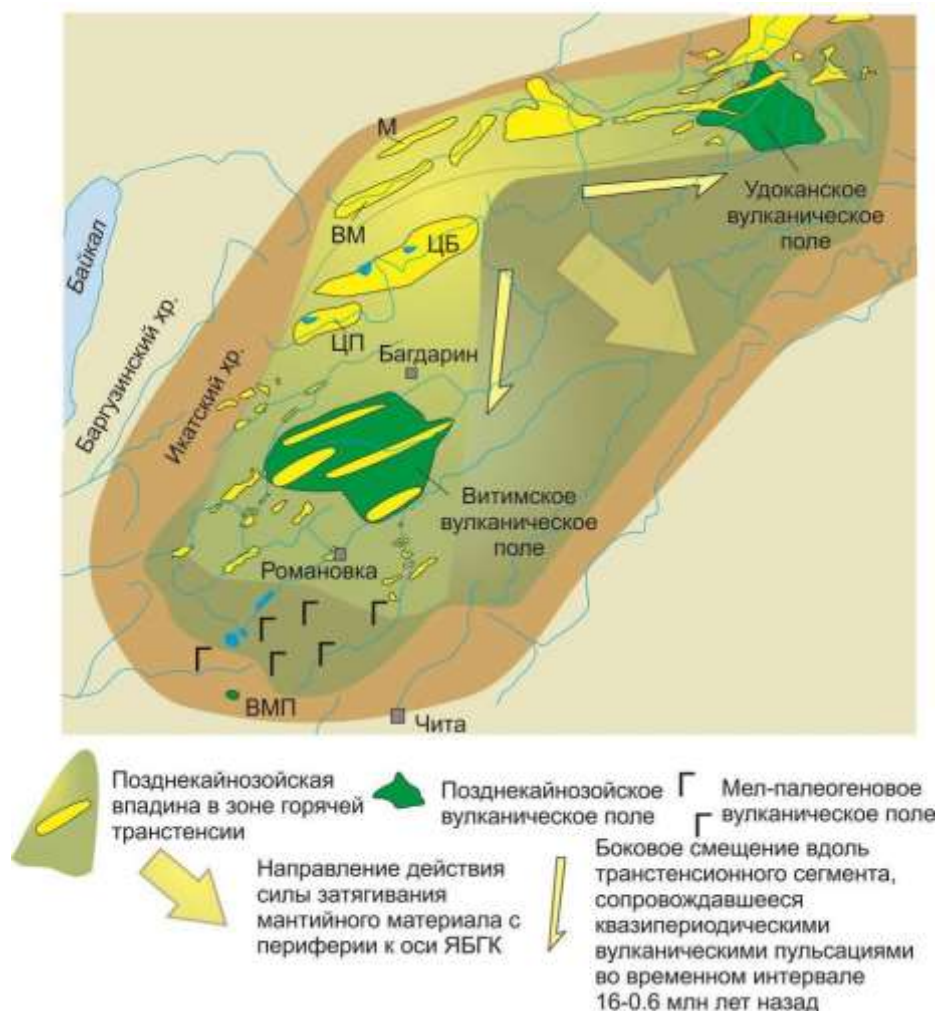 М
Удоканское
вулканическое
поле
ВМ
ЦБ
Байкал
ЦП
Багдарин
Баргузинский хр.
Икатский хр.
Витимское
вулканическое
поле
Романовка
Г Г Г
Г Г Г Г
ВМП
Чита
Позднекайнозойская
впадина в зоне горячей
транстенсии
Позднекайнозойское
вулканическое поле
Г
Г
Мел-палеогеновое
вулканическое поле
Направление действия
силы затягивания
мантийного материала с
периферии к оси ЯБГК
Боковое смещение вдоль
транстенсионного сегмента,
сопровождавшееся
квазипериодическими
вулканическими пульсациями
во временном интервале
16-0.6 млн лет назад